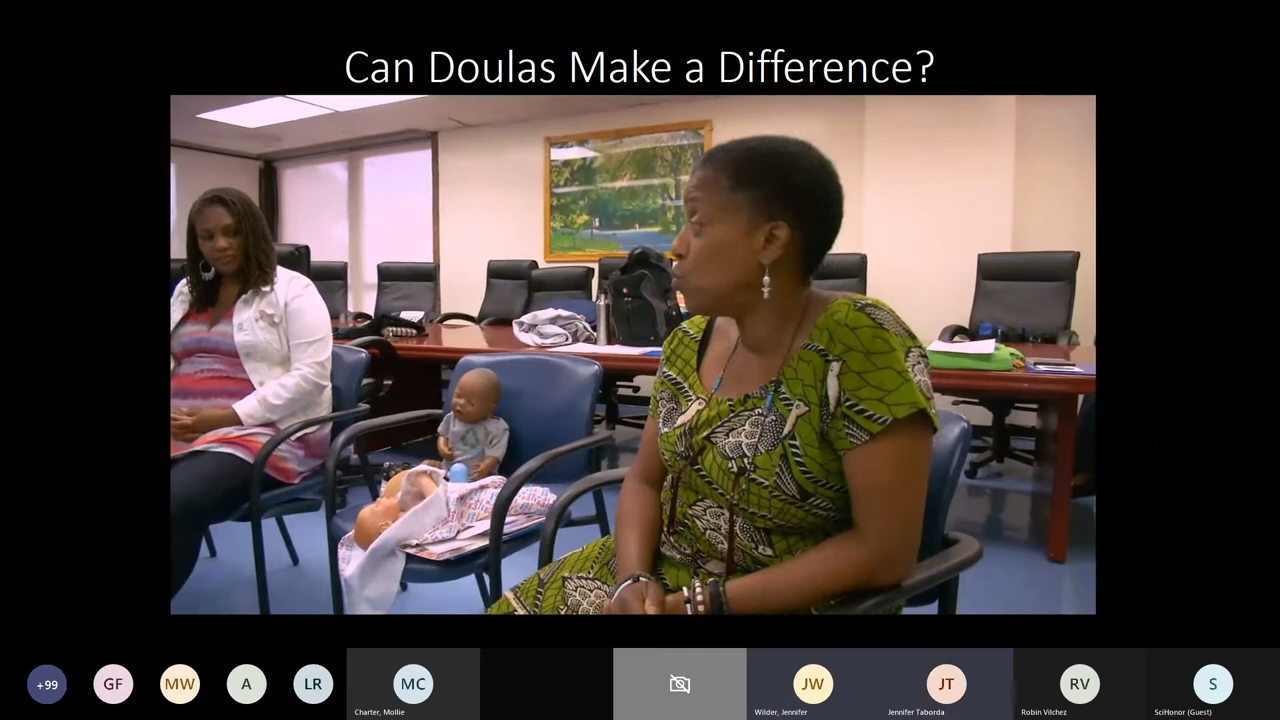 Can Doulas Make a Difference?
+99
GF
MW
A
LR
MC
JW
JT
RV
S
Charter, Mollie
Wilder, Jennifer
Jennifer Taborda
Robin Vilchez
SciHonor (Guest)